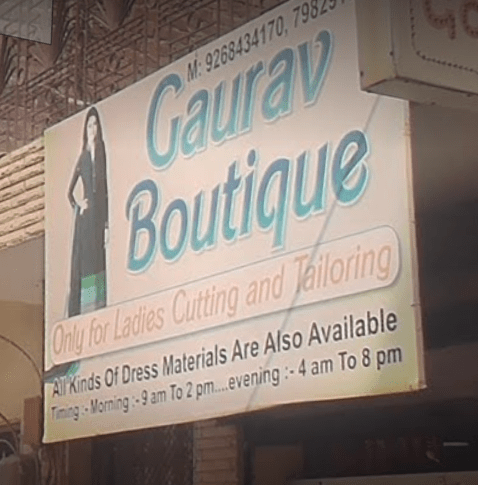 M: 9268434170, 7982
Gaurav
Boutique
Only for Ladies Cutting and Tailoring
All Kinds Of Dress Materials Are Also Available
Timing :- Morning :- 9 am To 2 pm....evening :- 4 am To 8 pm